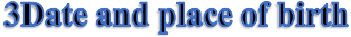 3Date and place of birth